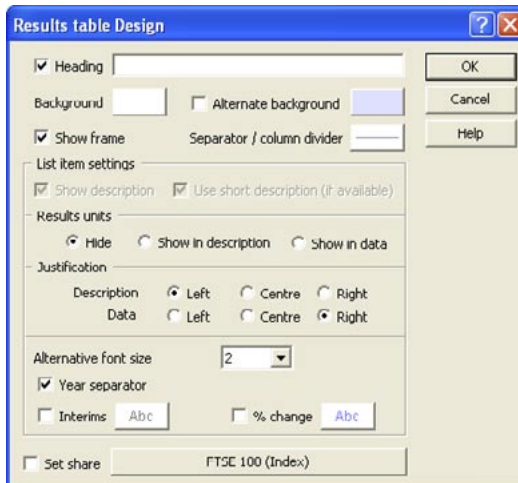 Results table Design
Heading
OK
Background
Alternate background
Cancel
Show frame
Separator / column divider
Help
List item settings
Show description
Use short description (if available)
Results units
Hide
Show in description
Show in data
Justification
Description
Left
Centre
Right
Data
Left
Centre
Right
Alternative font size
2
Year separator
Interims
Abc
% change
Abc
Set share
FTSE 100 (Index)